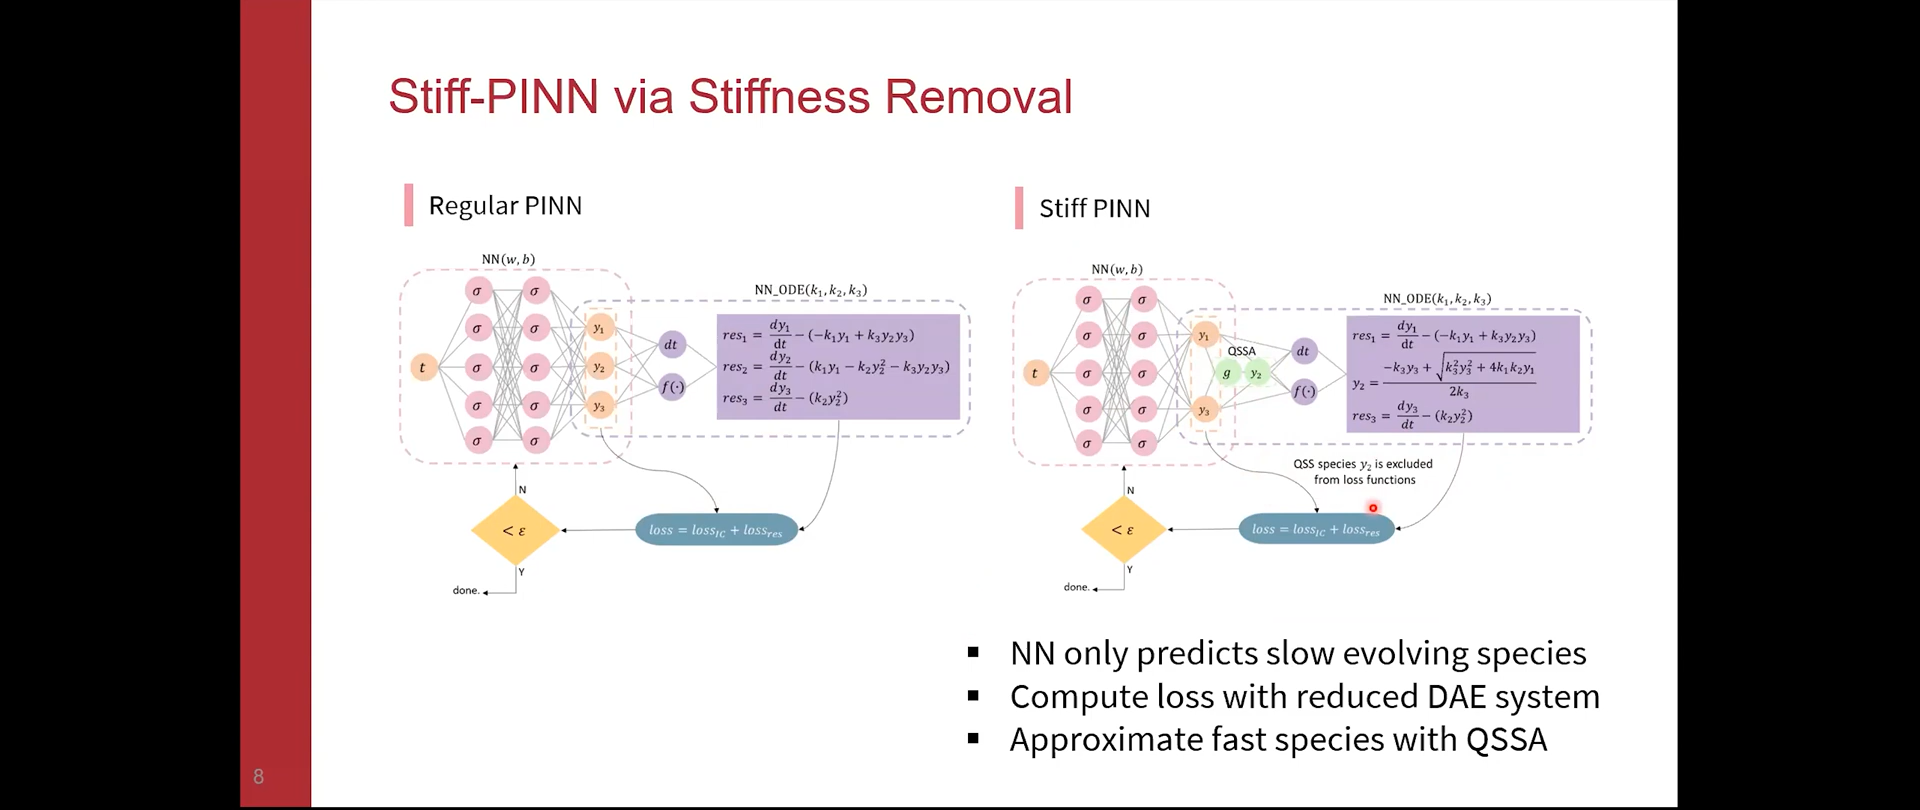 Stiff-PINN via Stiffness Removal
Regular PINN
NN(w, b)
σ σ
σ σ
σ σ
σ σ
σ σ
t
y₁
y₂
y₃
dt
f(·)
NN_ODE(k₁, k₂, k₃)
res₁ = dy₁/dt − (−k₁y₁ + k₃y₂y₃)
res₂ = dy₂/dt − (k₁y₁ − k₂y₂² − k₃y₂y₃)
res₃ = dy₃/dt − (k₂y₂²)
N
< ε
Y
done.
loss = loss_IC + loss_res
Stiff PINN
NN(w, b)
σ σ
σ σ
σ σ
σ σ
σ σ
t
y₁
y₃
QSSA
g y₂
dt
f(·)
NN_ODE(k₁, k₂, k₃)
res₁ = dy₁/dt − (−k₁y₁ + k₃y₂y₃)
y₂ = (−k₃y₃ + √(k₃²y₃² + 4k₁k₂y₁))/(2k₃)
res₃ = dy₃/dt − (k₂y₂²)
QSS species y₂ is excluded
from loss functions
N
< ε
Y
done.
loss = loss_IC + loss_res
▪ NN only predicts slow evolving species
▪ Compute loss with reduced DAE system
▪ Approximate fast species with QSSA
8